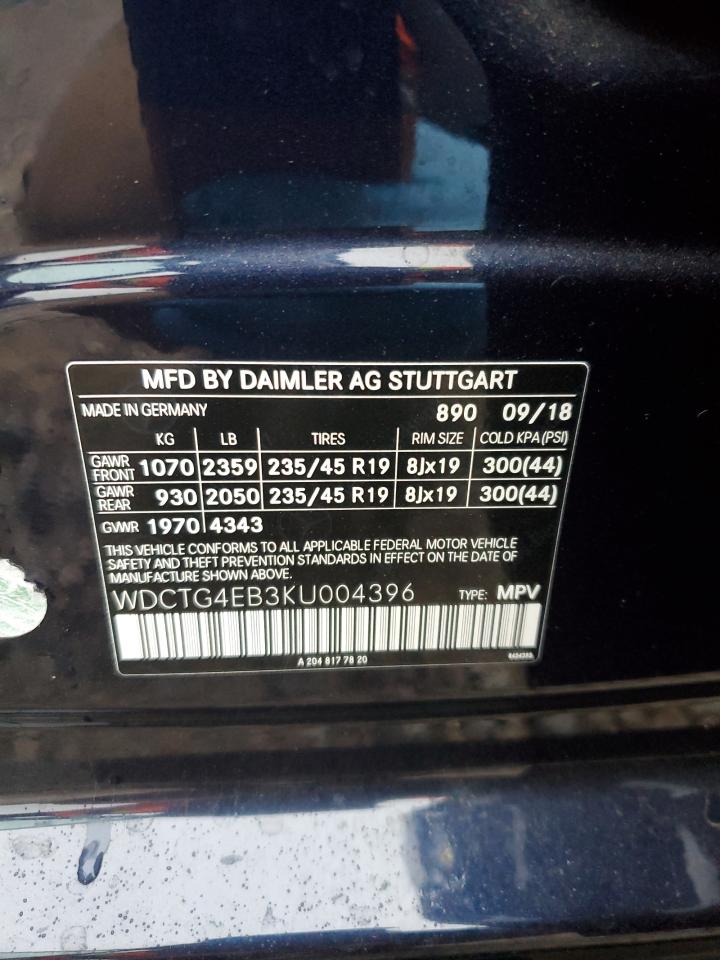 MFD BY DAIMLER AG STUTTGART
MADE IN GERMANY 890 09/18
KG LB TIRES RIM SIZE COLD KPA(PSI)
GAWR FRONT 1070 2359 235/45 R19 8Jx19 300(44)
GAWR REAR 930 2050 235/45 R19 8Jx19 300(44)
GVWR 1970 4343
THIS VEHICLE CONFORMS TO ALL APPLICABLE FEDERAL MOTOR VEHICLE
SAFETY AND THEFT PREVENTION STANDARDS IN EFFECT ON THE DATE OF
MANUFACTURE SHOWN ABOVE.
WDCTG4EB3KU004396 TYPE: MPV
A 204 817 78 20